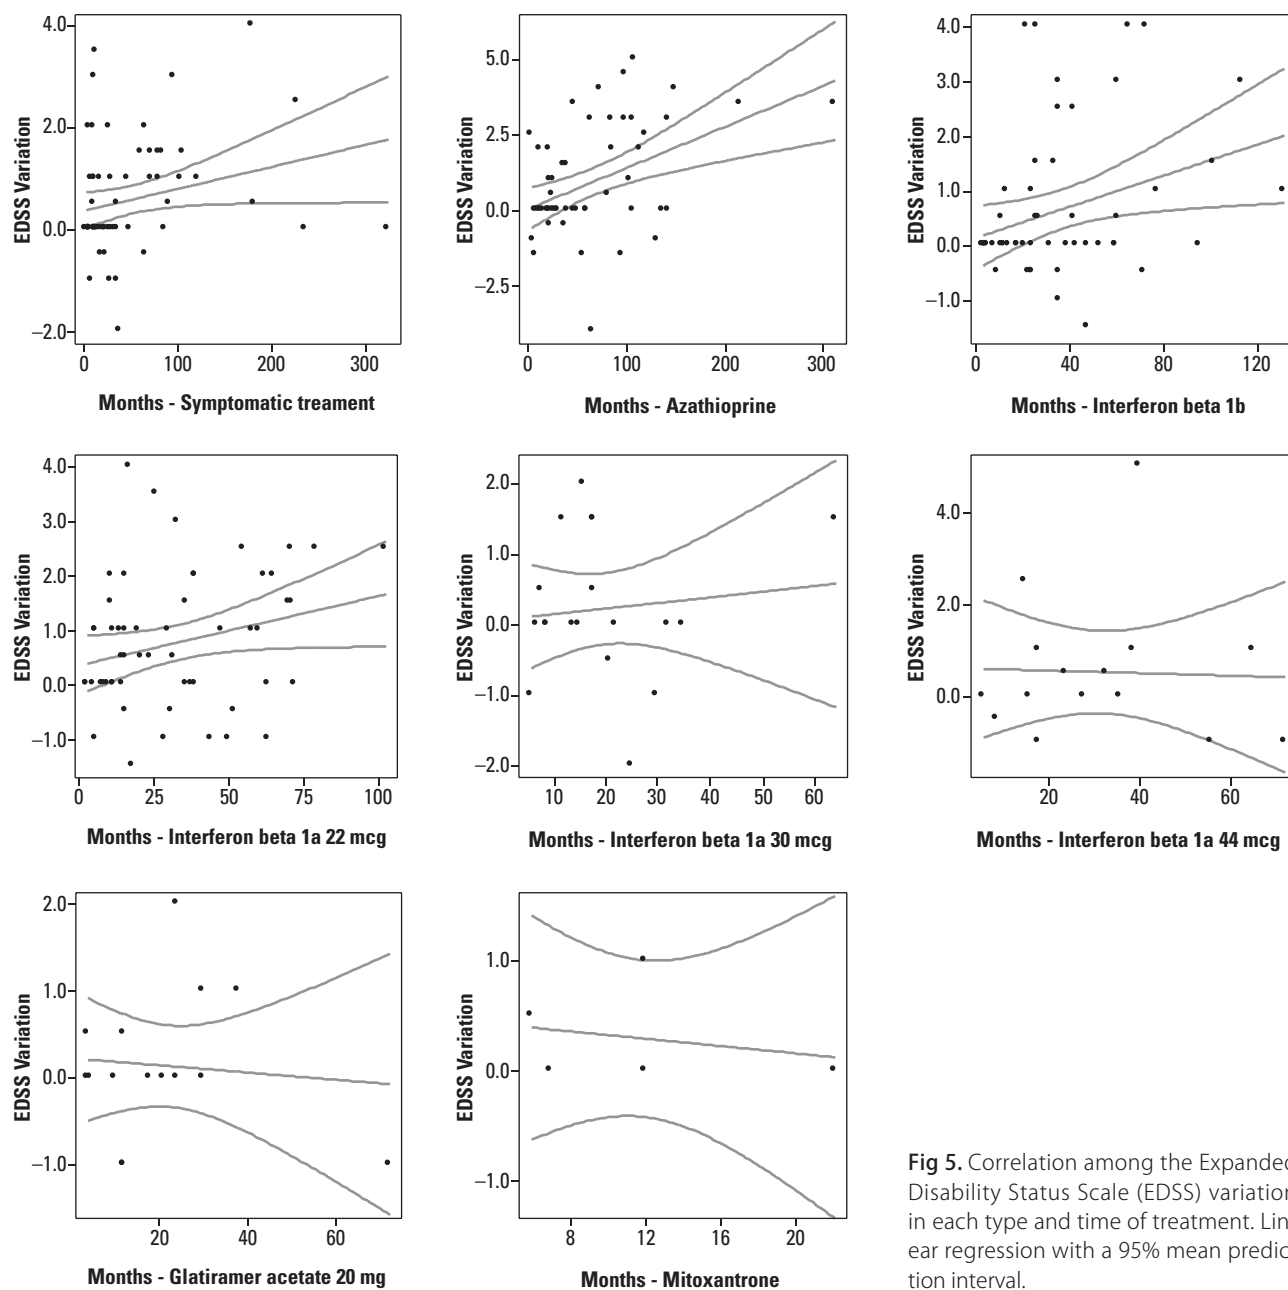 4.0
2.0
0.0
–2.0
EDSS Variation
0 100 200 300
Months - Symptomatic treament
5.0
2.5
0.0
–2.5
EDSS Variation
0 100 200 300
Months - Azathioprine
4.0
3.0
2.0
1.0
0.0
–1.0
EDSS Variation
0 40 80 120
Months - Interferon beta 1b
4.0
3.0
2.0
1.0
0.0
–1.0
EDSS Variation
0 25 50 75 100
Months - Interferon beta 1a 22 mcg
2.0
1.0
0.0
–1.0
–2.0
EDSS Variation
10 20 30 40 50 60
Months - Interferon beta 1a 30 mcg
4.0
2.0
0.0
EDSS Variation
20 40 60
Months - Interferon beta 1a 44 mcg
2.0
1.0
0.0
–1.0
EDSS Variation
20 40 60
Months - Glatiramer acetate 20 mg
1.0
0.0
–1.0
EDSS Variation
8 12 16 20
Months - Mitoxantrone
Fig 5. Correlation among the Expanded
Disability Status Scale (EDSS) variation
in each type and time of treatment. Lin
ear regression with a 95% mean predic
tion interval.